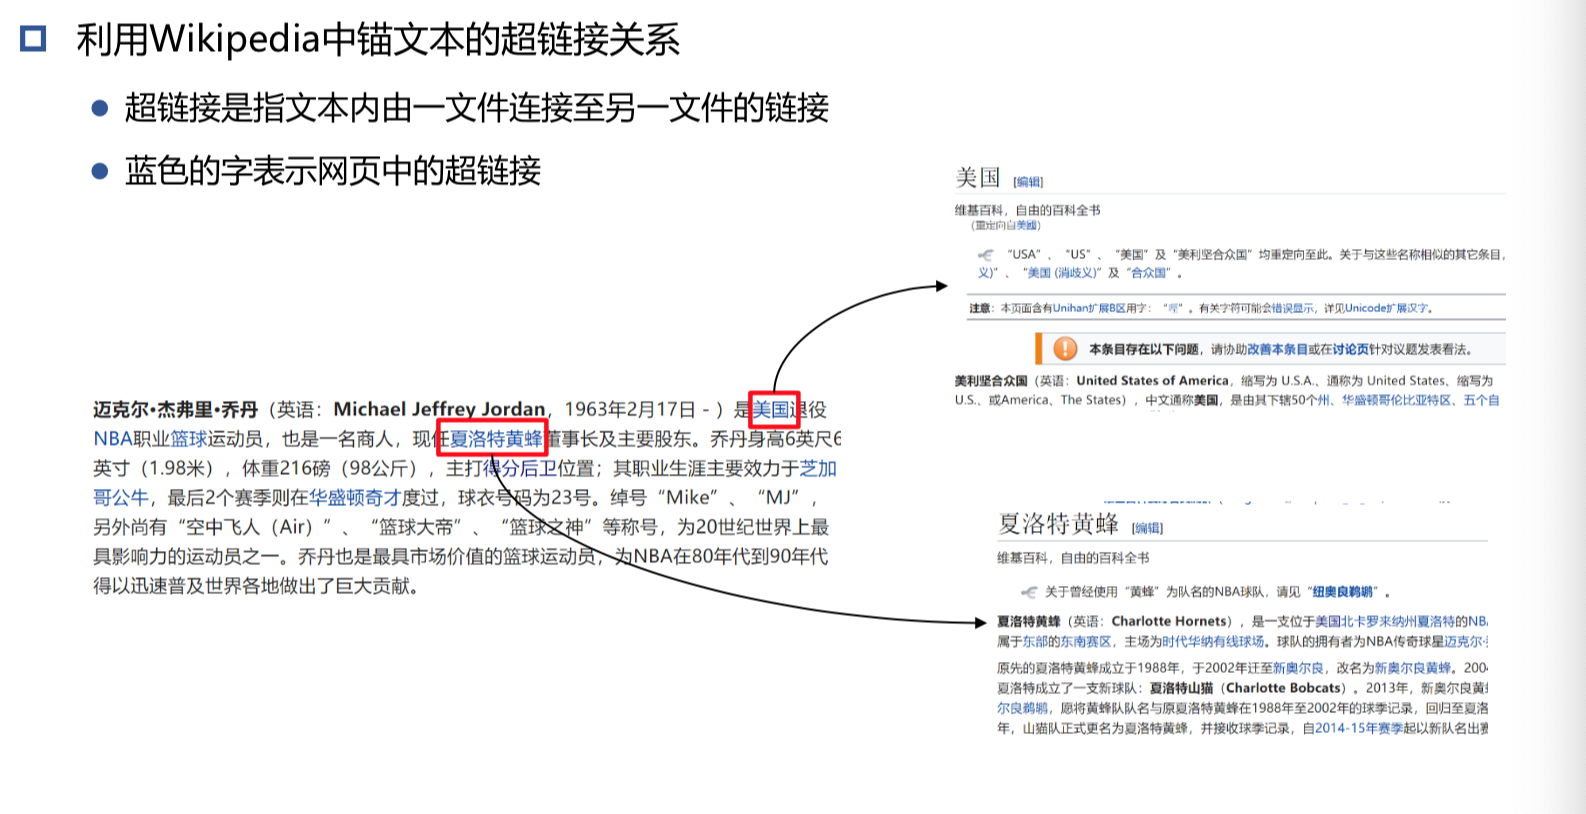 利用Wikipedia中锚文本的超链接关系
超链接是指文本内由一文件连接至另一文件的链接
蓝色的字表示网页中的超链接
迈克尔·杰弗里·乔丹（英语：Michael Jeffrey Jordan，1963年2月17日 - ）是美国退役
NBA职业篮球运动员，也是一名商人，现任夏洛特黄蜂董事长及主要股东。乔丹身高6英尺6
英寸（1.98米），体重216磅（98公斤），主打得分后卫位置；其职业生涯主要效力于芝加
哥公牛，最后2个赛季则在华盛顿奇才度过，球衣号码为23号。绰号“Mike”、“MJ”，
另外尚有“空中飞人（Air）”、“篮球大帝”、“篮球之神”等称号，为20世纪世界上最
具影响力的运动员之一。乔丹也是最具市场价值的篮球运动员，为NBA在80年代到90年代
得以迅速普及世界各地做出了巨大贡献。
美国 [编辑]
维基百科，自由的百科全书
（重定向自美國）
“USA”、“US”、“美国”及“美利坚合众国”均重定向至此。关于与这些名称相似的其它条目，
义)”、“美国 (消歧义)”及“合众国”。
注意：本页面含有Unihan扩展B区用字：“”。有关字符可能会错误显示，详见Unicode扩展汉字。
本条目存在以下问题，请协助改善本条目或在讨论页针对议题发表看法。
美利坚合众国（英语：United States of America，缩写为 U.S.A.、通称为 United States、缩写为
U.S.、或America、The States），中文通称美国，是由其下辖50个州、华盛顿哥伦比亚特区、五个自
夏洛特黄蜂 [编辑]
维基百科，自由的百科全书
关于曾经使用“黄蜂”为队名的NBA球队，请见“纽奥良鹈鹕”。
夏洛特黄蜂（英语：Charlotte Hornets），是一支位于美国北卡罗来纳州夏洛特的NB
属于东部的东南赛区，主场为时代华纳有线球场。球队的拥有者为NBA传奇球星迈克尔·
原先的夏洛特黄蜂成立于1988年，于2002年迁至新奥尔良，改名为新奥尔良黄蜂。200
夏洛特成立了一支新球队：夏洛特山猫（Charlotte Bobcats）。2013年，新奥尔良黄
尔良鹈鹕，愿将黄蜂队队名与原夏洛特黄蜂在1988年至2002年的球季记录，回归至夏洛
年，山猫队正式更名为夏洛特黄蜂，并接收球季记录，自2014-15年赛季起以新队名出